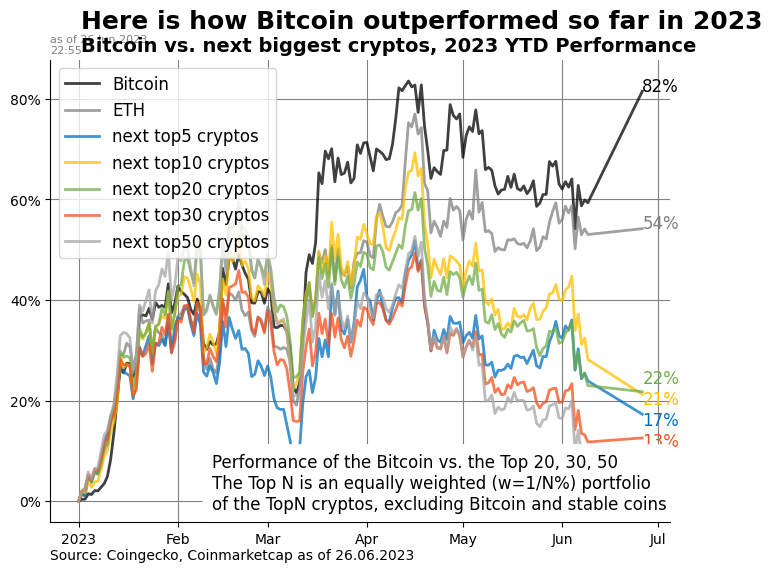 Here is how Bitcoin outperformed so far in 2023
as of 26 Jun 2023
22:55
Bitcoin vs. next biggest cryptos, 2023 YTD Performance
Bitcoin
ETH
next top5 cryptos
next top10 cryptos
next top20 cryptos
next top30 cryptos
next top50 cryptos
80%
60%
40%
20%
0%
82%
54%
22%
21%
17%
13%
Performance of the Bitcoin vs. the Top 20, 30, 50
The Top N is an equally weighted (w=1/N%) portfolio
of the TopN cryptos, excluding Bitcoin and stable coins
2023 Feb Mar Apr May Jun Jul
Source: Coingecko, Coinmarketcap as of 26.06.2023